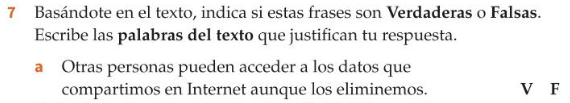 7 Basándote en el texto, indica si estas frases son Verdaderas o Falsas.
Escribe las palabras del texto que justifican tu respuesta.
a Otras personas pueden acceder a los datos que
compartimos en Internet aunque los eliminemos. V F